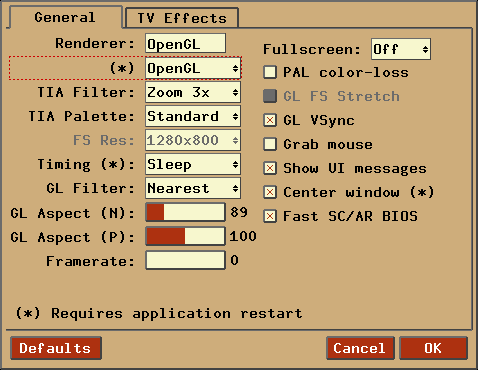 General
TV Effects
Renderer: OpenGL
(*) OpenGL
TIA Filter: Zoom 3x
TIA Palette: Standard
FS Res: 1280x800
Timing (*): Sleep
GL Filter: Nearest
GL Aspect (N): 89
GL Aspect (P): 100
Framerate: 0
Fullscreen: Off
PAL color-loss
GL FS Stretch
GL VSync
Grab mouse
Show UI messages
Center window (*)
Fast SC/AR BIOS
(*) Requires application restart
Defaults
Cancel
OK